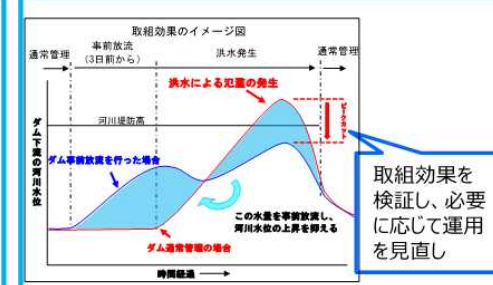 取組効果のイメージ図
通常管理
事前放流
(3日前から)
洪水発生
通常管理
洪水による氾濫の発生
ピークカット
河川堤防高
ダム下流の河川水位
ダム事前放流を行った場合
この水量を事前放流し、
河川水位の上昇を抑える
ダム通常管理の場合
時間経過
取組効果を
検証し、必要
に応じて運用
を見直し